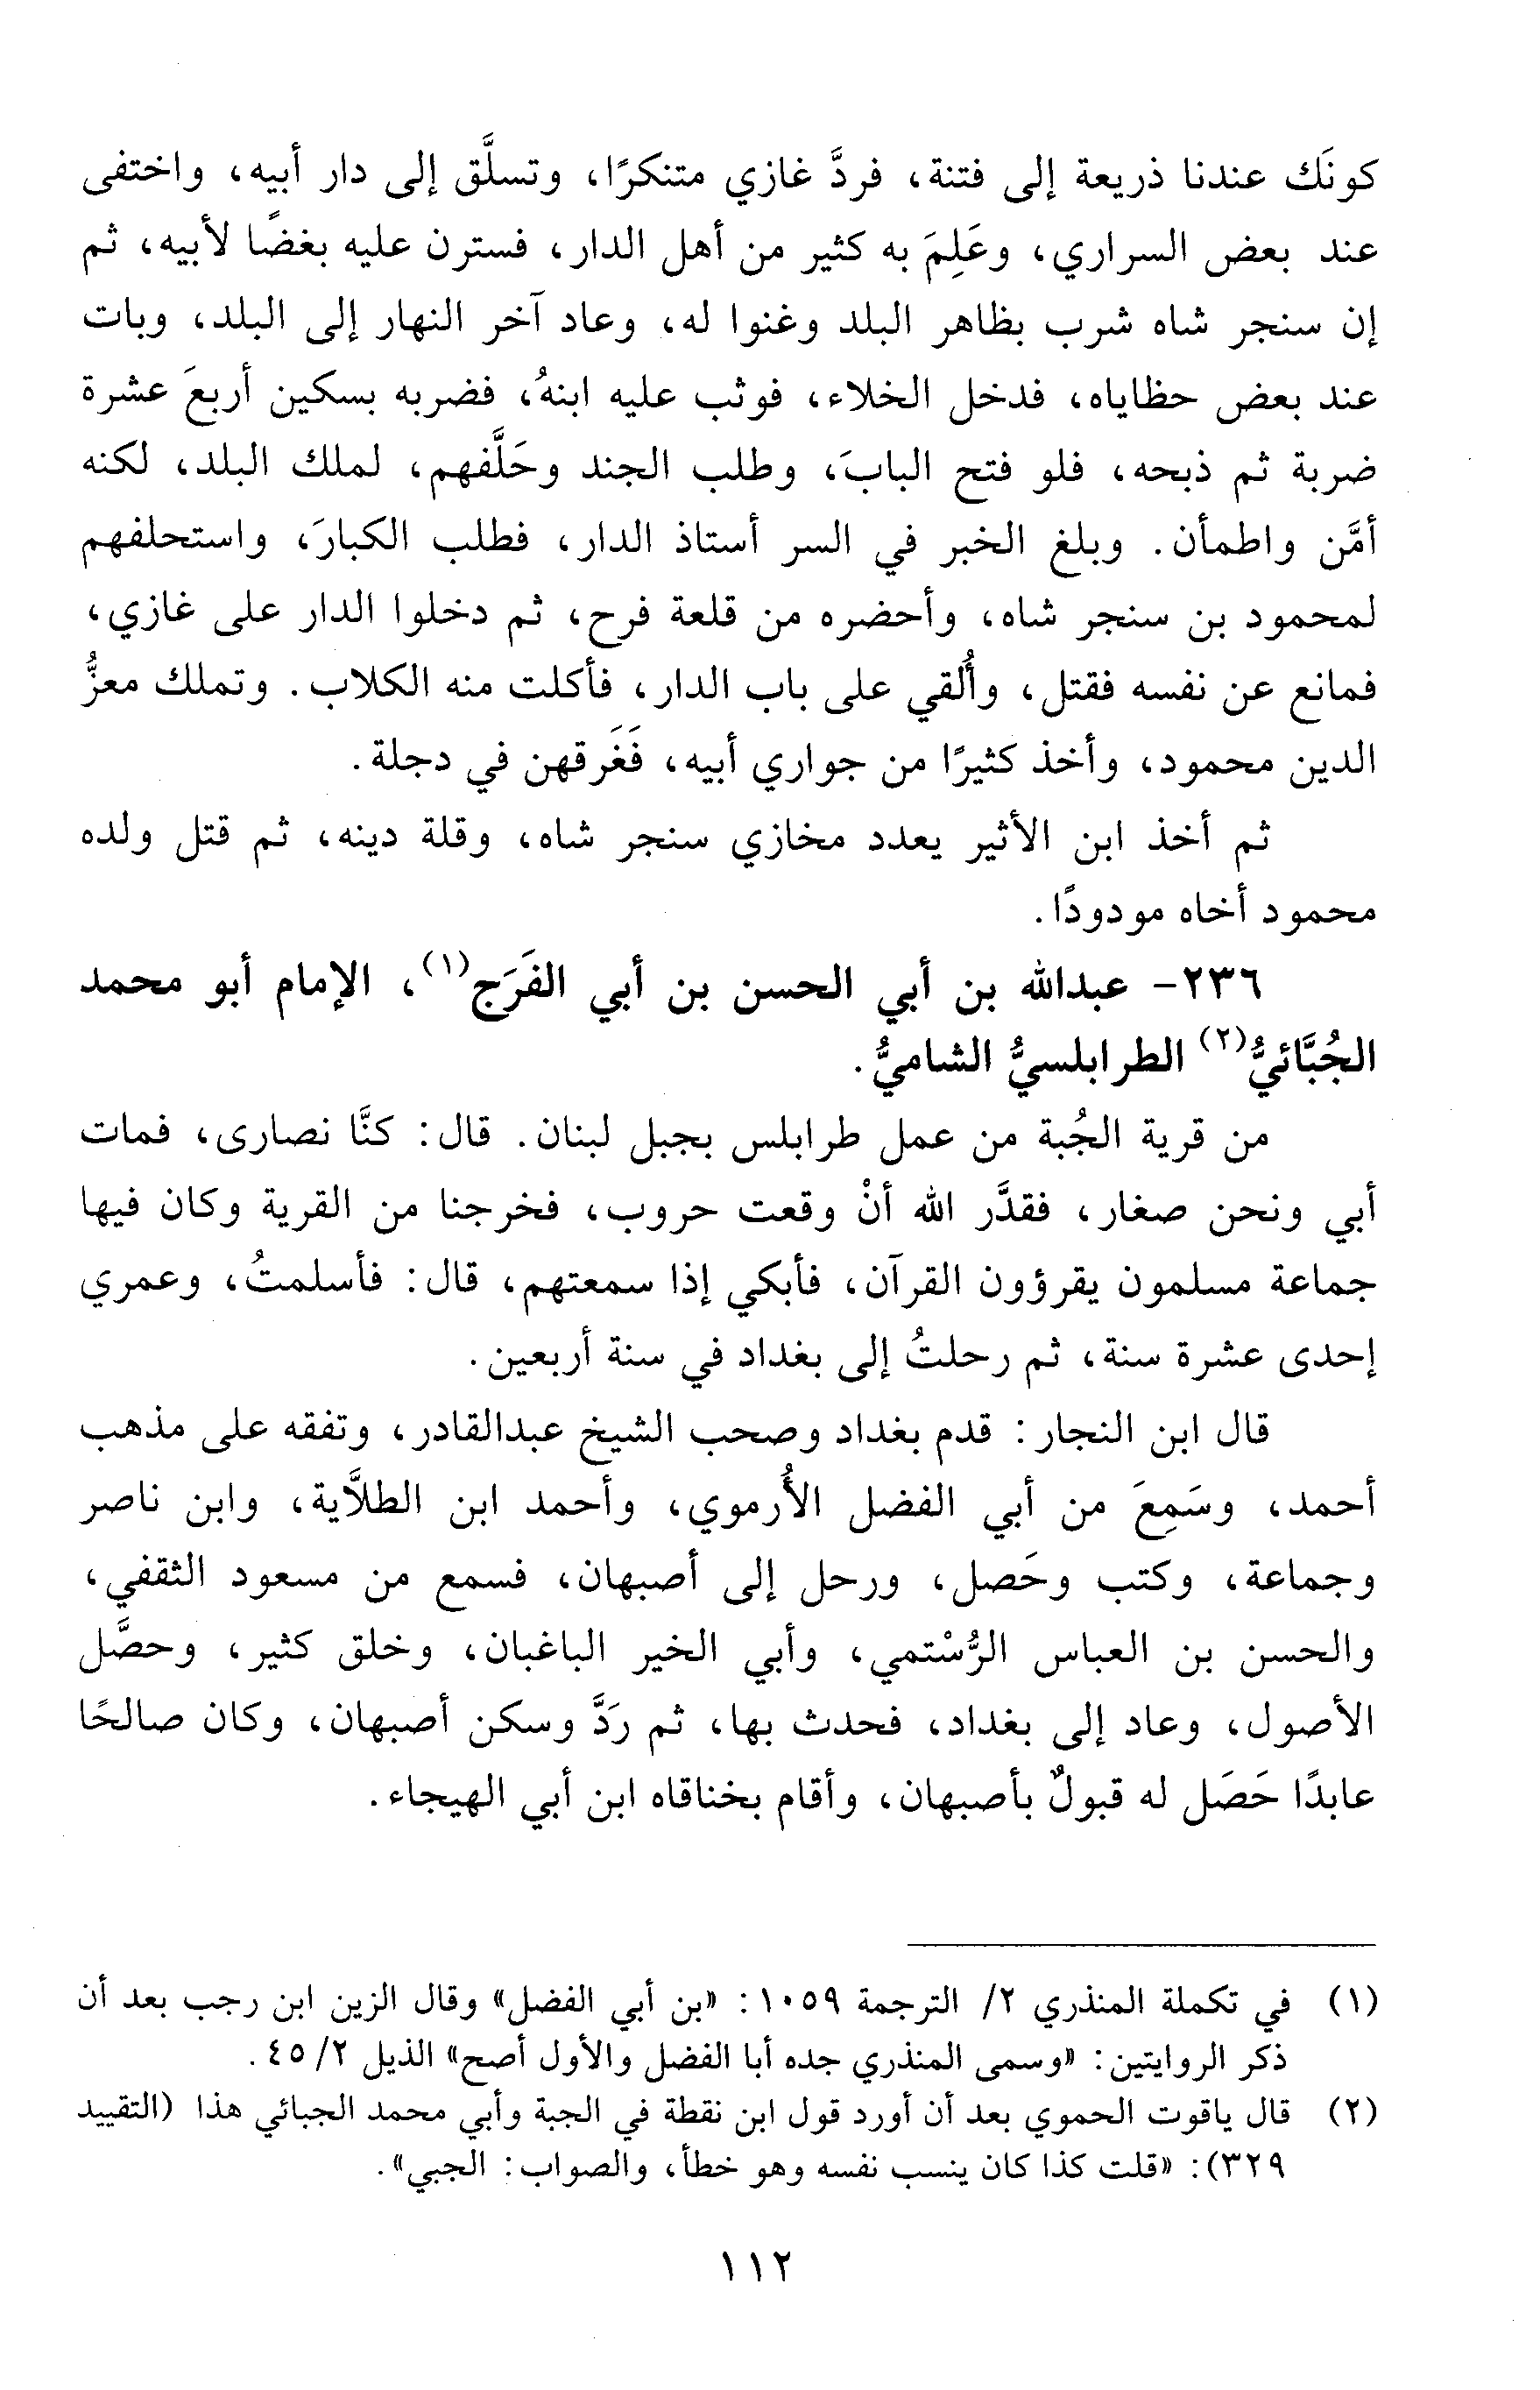 كونَك عندنا ذريعة إلى فتنة، فردَّ غازي متنكرًا، وتسلَّق إلى دار أبيه، واختفى
عند بعض السراري، وعَلِمَ به كثير من أهل الدار، فسترن عليه بغضًا لأبيه، ثم
إن سنجر شاه شرب بظاهر البلد وغنوا له، وعاد آخر النهار إلى البلد، وبات
عند بعض حظاياه، فدخل الخلاء، فوثب عليه ابنهُ، فضربه بسكين أربعَ عشرة
ضربة ثم ذبحه، فلو فتح البابَ، وطلب الجند وحَلَّفهم، لملك البلد، لكنه
أمَّن واطمأن. وبلغ الخبر في السر أستاذ الدار، فطلب الكبارَ، واستحلفهم
لمحمود بن سنجر شاه، وأحضره من قلعة فرح، ثم دخلوا الدار على غازي،
فمانع عن نفسه فقتل، وأُلقي على باب الدار، فأكلت منه الكلاب. وتملك معزُّ
الدين محمود، وأخذ كثيرًا من جواري أبيه، فَغَرقهن في دجلة.
ثم أخذ ابن الأثير يعدد مخازي سنجر شاه، وقلة دينه، ثم قتل ولده
محمود أخاه مودودًا.
٢٣٦- عبدالله بن أبي الحسن بن أبي الفَرَج(١)، الإمام أبو محمد
الجُبَّائيُّ(٢) الطرابلسيُّ الشاميُّ.
من قرية الجُبة من عمل طرابلس بجبل لبنان. قال: كنَّا نصارى، فمات
أبي ونحن صغار، فقدَّر الله أنْ وقعت حروب، فخرجنا من القرية وكان فيها
جماعة مسلمون يقرؤون القرآن، فأبكي إذا سمعتهم، قال: فأسلمتُ، وعمري
إحدى عشرة سنة، ثم رحلتُ إلى بغداد في سنة أربعين.
قال ابن النجار: قدم بغداد وصحب الشيخ عبدالقادر، وتفقه على مذهب
أحمد، وسَمِعَ من أبي الفضل الأُرموي، وأحمد ابن الطلاَّية، وابن ناصر
وجماعة، وكتب وحَصل، ورحل إلى أصبهان، فسمع من مسعود الثقفي،
والحسن بن العباس الرُّسْتمي، وأبي الخير الباغبان، وخلق كثير، وحصَّل
الأصول، وعاد إلى بغداد، فحدث بها، ثم رَدَّ وسكن أصبهان، وكان صالحًا
عابدًا حَصَل له قبولٌ بأصبهان، وأقام بخناقاه ابن أبي الهيجاء.
(١) في تكملة المنذري ٢/ الترجمة ١٠٥٩: «بن أبي الفضل» وقال الزين ابن رجب بعد أن
ذكر الروايتين: «وسمى المنذري جده أبا الفضل والأول أصح» الذيل ٢/ ٤٥.
(٢) قال ياقوت الحموي بعد أن أورد قول ابن نقطة في الجبة وأبي محمد الجبائي هذا (التقييد
٣٢٩): «قلت كذا كان ينسب نفسه وهو خطأ، والصواب: الجبي».
١١٢